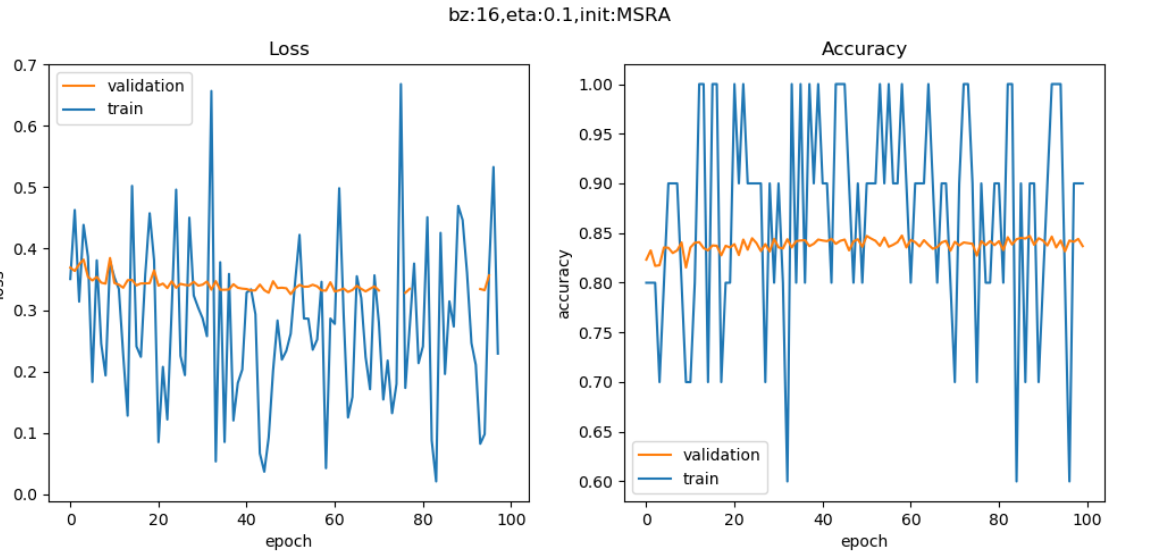 bz:16,eta:0.1,init:MSRA
Loss
0.7
0.6
0.5
0.4
0.3
0.2
0.1
0.0
validation
train
0
20
40
60
80
100
epoch
Accuracy
accuracy
1.00
0.95
0.90
0.85
0.80
0.75
0.70
0.65
0.60
validation
train
0
20
40
60
80
100
epoch